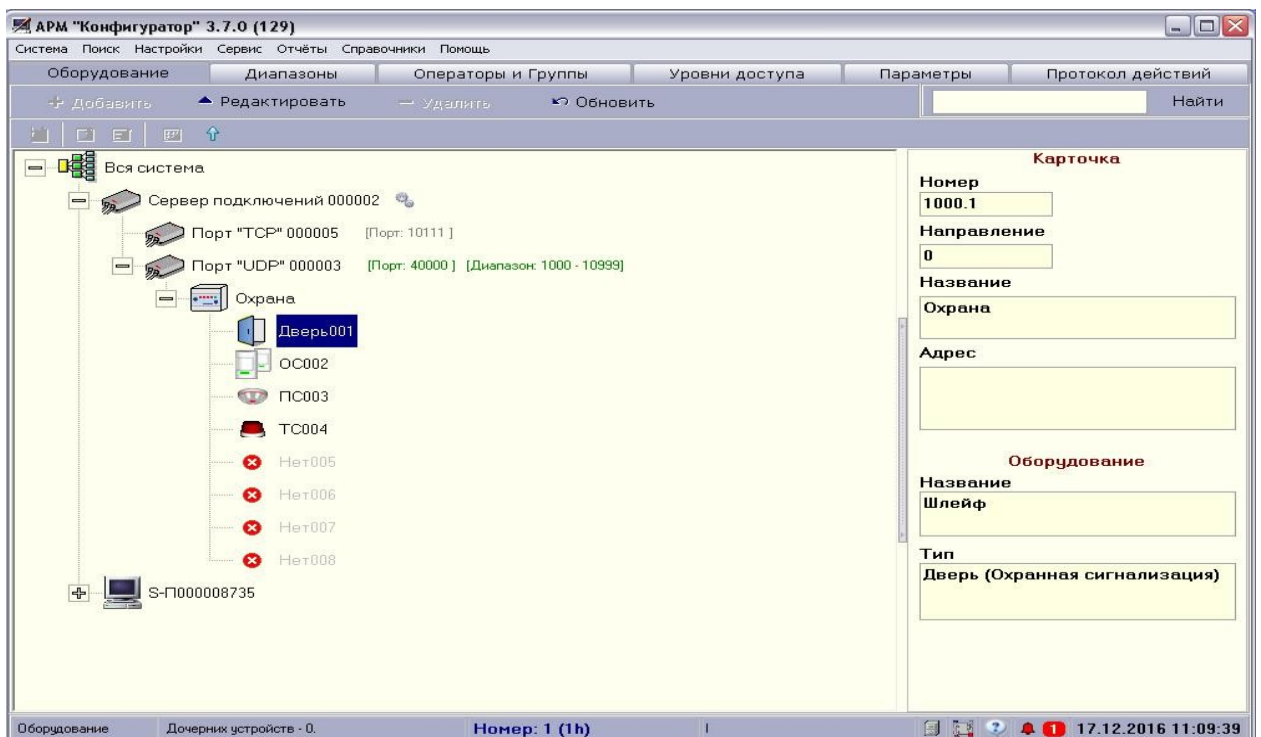 АРМ "Конфигуратор" 3.7.0 (129)
Система Поиск Настройки Сервис Отчёты Справочники Помощь
Оборудование Диапазоны Операторы и Группы Уровни доступа Параметры Протокол действий
Добавить Редактировать Удалить Обновить Найти
Вся система
Сервер подключений 000002
Порт "TCP" 000005 [Порт: 10111 ]
Порт "UDP" 000003 [Порт: 40000 ] [Диапазон: 1000 - 10999]
Охрана
Дверь001
ОС002
ПС003
ТС004
Нет005
Нет006
Нет007
Нет008
S-П000008735
Карточка
Номер
1000.1
Направление
0
Название
Охрана
Адрес
Оборудование
Название
Шлейф
Тип
Дверь (Охранная сигнализация)
Оборудование Дочерних устройств - 0. Номер: 1 (1h) 1 17.12.2016 11:09:39